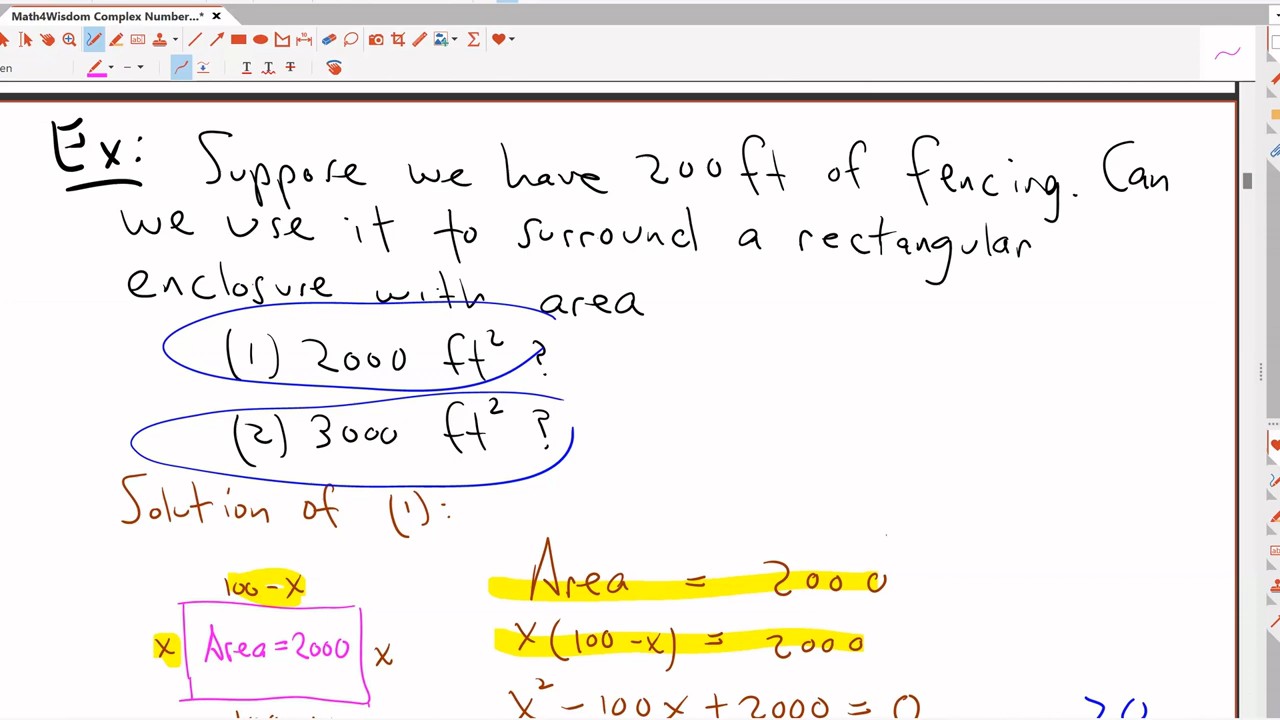 Math4Wisdom Complex Number...*
en
Ex: Suppose we have 200 ft of fencing. Can
we use it to surround a rectangular
enclosure with area
(1) 2000 ft² ?
(2) 3000 ft² ?
Solution of (1):
Area = 2000
100 - x
x (100 - x) = 2000
x Area = 2000 x
x² - 100x + 2000 = 0